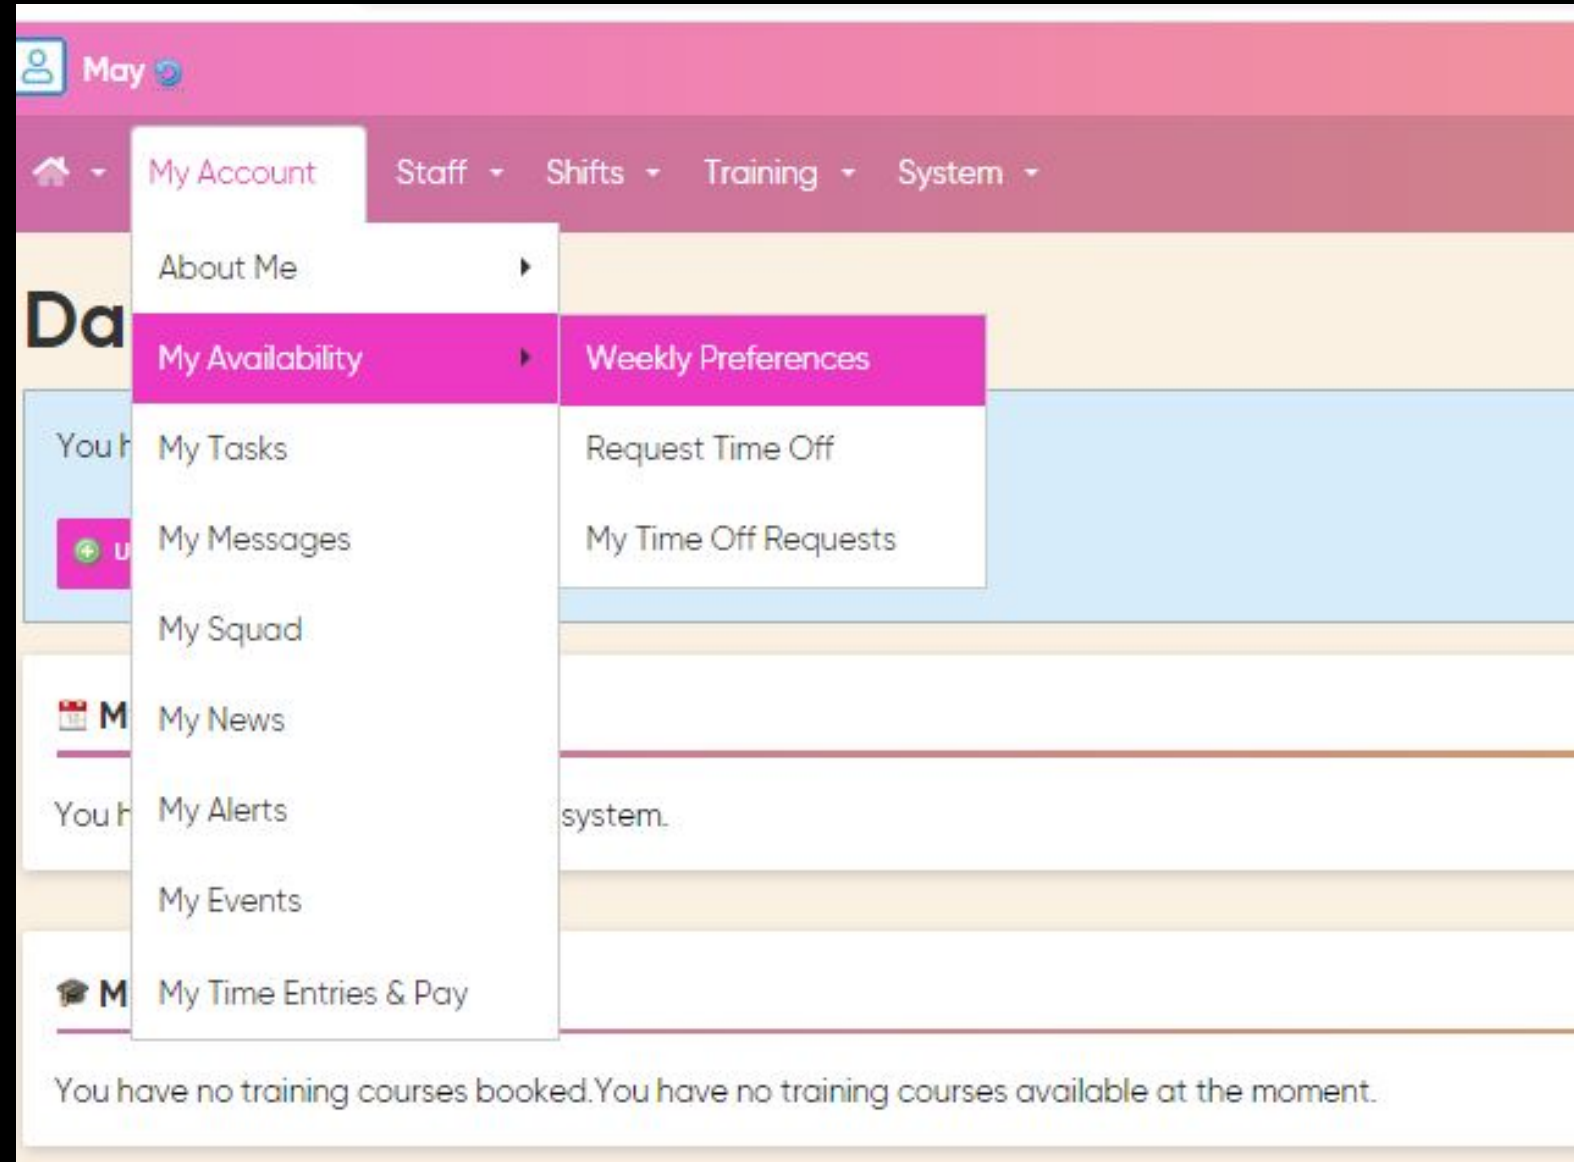 May
My Account Staff Shifts Training System
About Me
Da
My Availability Weekly Preferences
You h My Tasks Request Time Off
U My Messages My Time Off Requests
My Squad
M My News
You h My Alerts system.
My Events
M My Time Entries & Pay
You have no training courses booked.You have no training courses available at the moment.